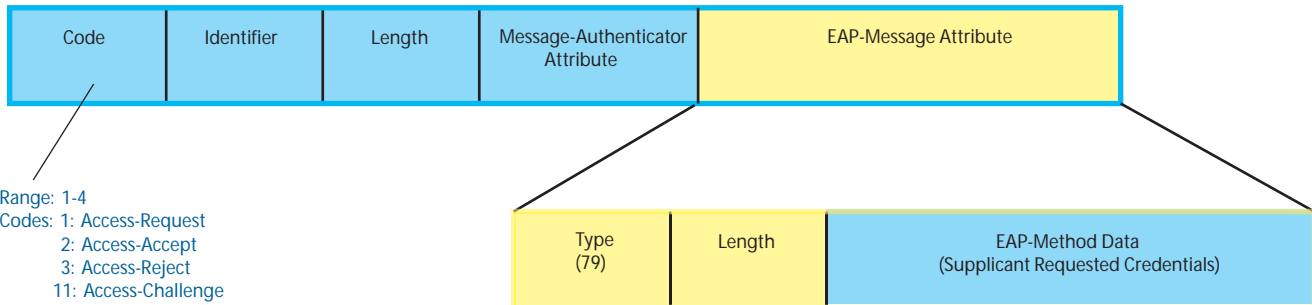 Code
Identifier
Length
Message-Authenticator
Attribute
EAP-Message Attribute
Range: 1-4
Codes: 1: Access-Request
2: Access-Accept
3: Access-Reject
11: Access-Challenge
Type
(79)
Length
EAP-Method Data
(Supplicant Requested Credentials)